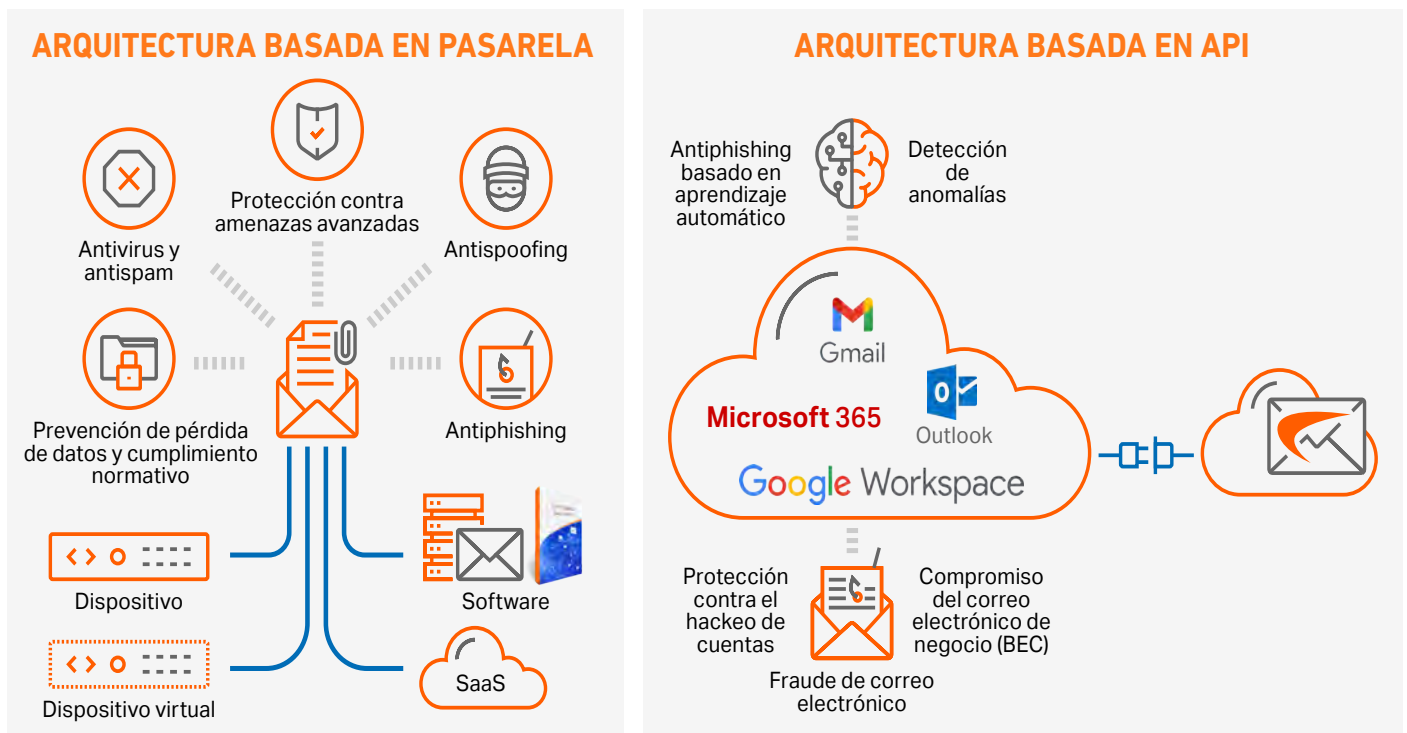 ARQUITECTURA BASADA EN PASARELA
Protección contra
amenazas avanzadas
Antivirus y
antispam
Antispoofing
Prevención de pérdida
de datos y cumplimiento
normativo
Antiphishing
Dispositivo
Software
Dispositivo virtual
SaaS
ARQUITECTURA BASADA EN API
Antiphishing
basado en
aprendizaje
automático
Detección
de
anomalías
Gmail
Microsoft 365
Outlook
Google Workspace
Protección
contra el
hackeo de
cuentas
Compromiso
del correo
electrónico de
negocio (BEC)
Fraude de correo
electrónico